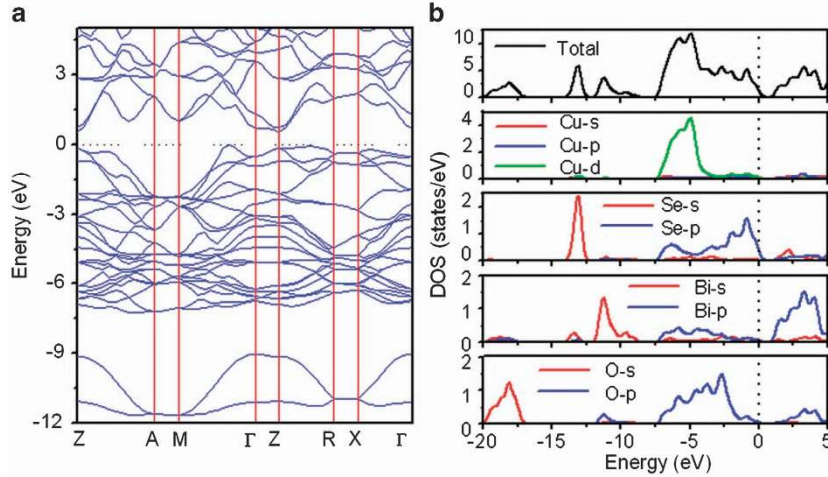 a
Energy (eV)
3
0
-3
-6
-9
-12
Z A M Γ Z R X Γ
b
DOS (states/eV)
10
5
0
Total
4
2
0
Cu-s
Cu-p
Cu-d
2
1
0
Se-s
Se-p
2
1
0
Bi-s
Bi-p
2
1
0
O-s
O-p
-20 -15 -10 -5 0 5
Energy (eV)